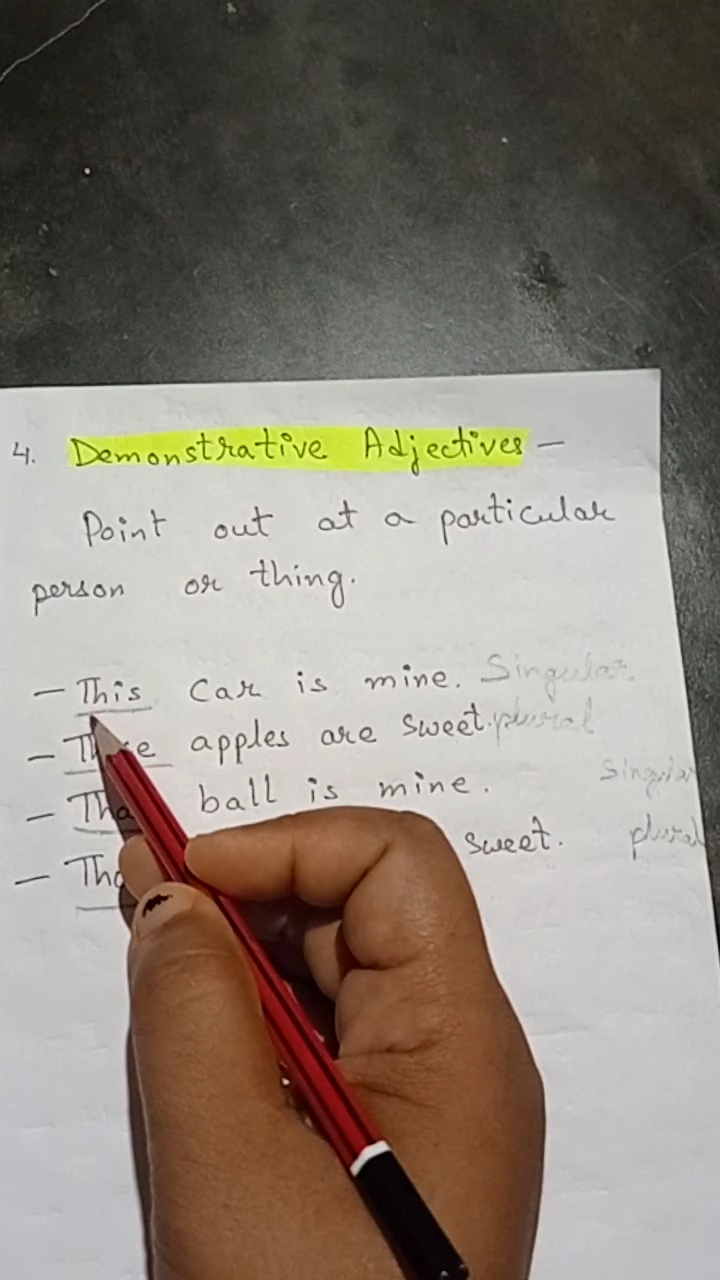 4. Demonstrative Adjectives —
Point out at a particular
person or thing.
— This Car is mine. Singular
— apples are sweet. plural
— ball is mine. Singular
— sweet. plural